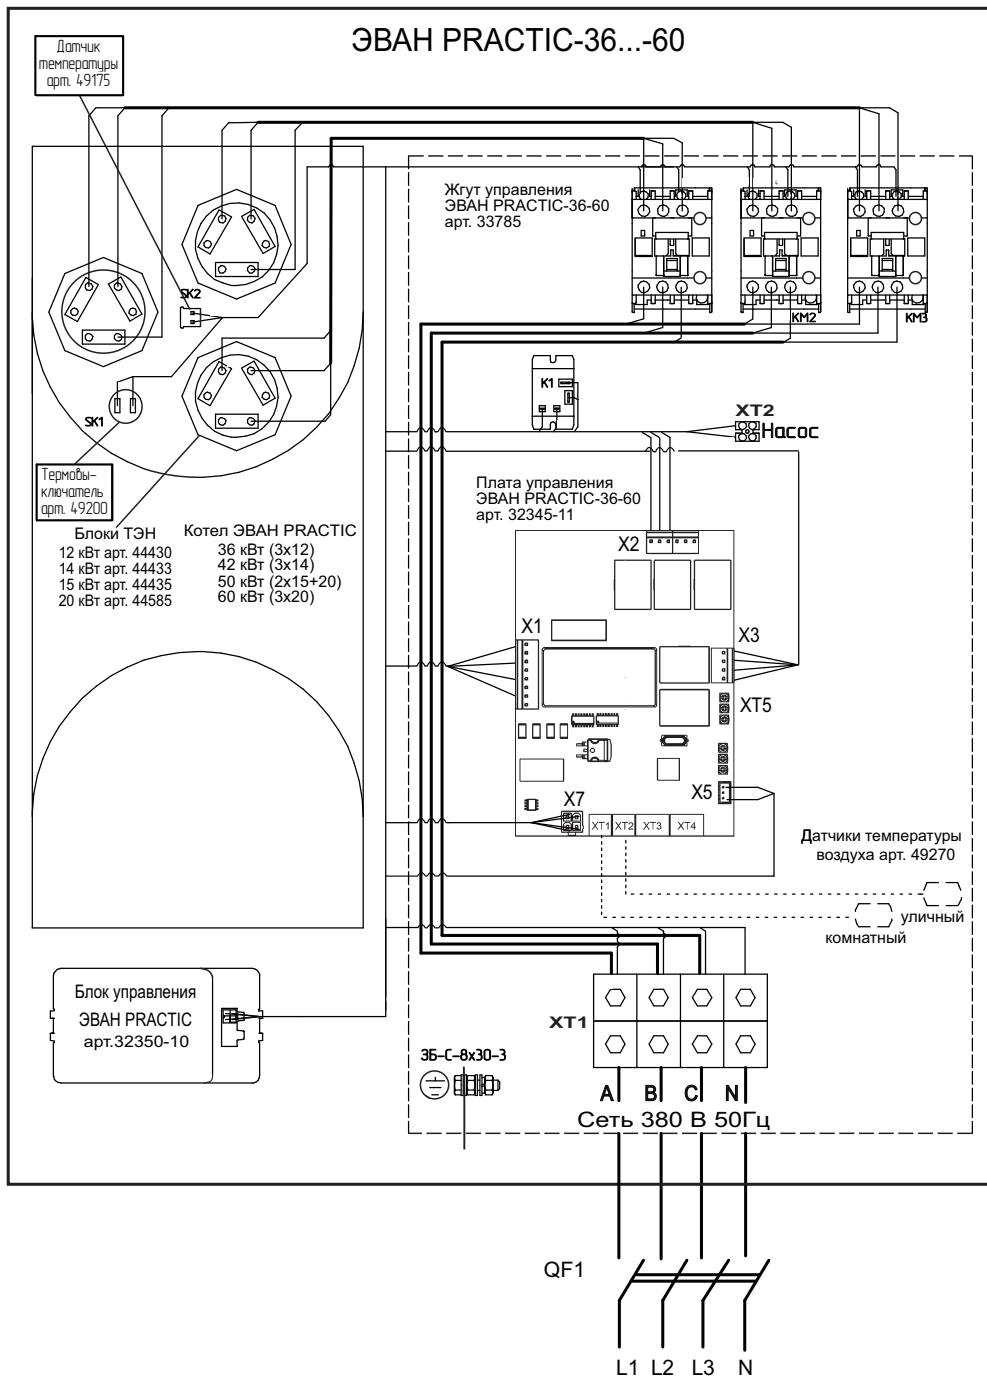 ЭВАН PRACTIC-36...-60
Датчик
температуры
арт. 49175
Жгут управления
ЭВАН PRACTIC-36-60
арт. 33785
SK2
KM2
KM3
K1
XT2
Насос
SK1
Термовы-
ключатель
арт. 49200
Плата управления
ЭВАН PRACTIC-36-60
арт. 32345-11
Блоки ТЭН
12 кВт арт. 44430
14 кВт арт. 44433
15 кВт арт. 44435
20 кВт арт. 44585
Котел ЭВАН PRACTIC
36 кВт (3х12)
42 кВт (3х14)
50 кВт (2х15+20)
60 кВт (3х20)
X2
X1
X3
XT5
X5
X7
XT1 XT2 XT3 XT4
Датчики температуры
воздуха арт. 49270
уличный
комнатный
Блок управления
ЭВАН PRACTIC
арт.32350-10
XT1
ЗБ-С-8х30-3
A B C N
Сеть 380 В 50Гц
QF1
L1 L2 L3 N